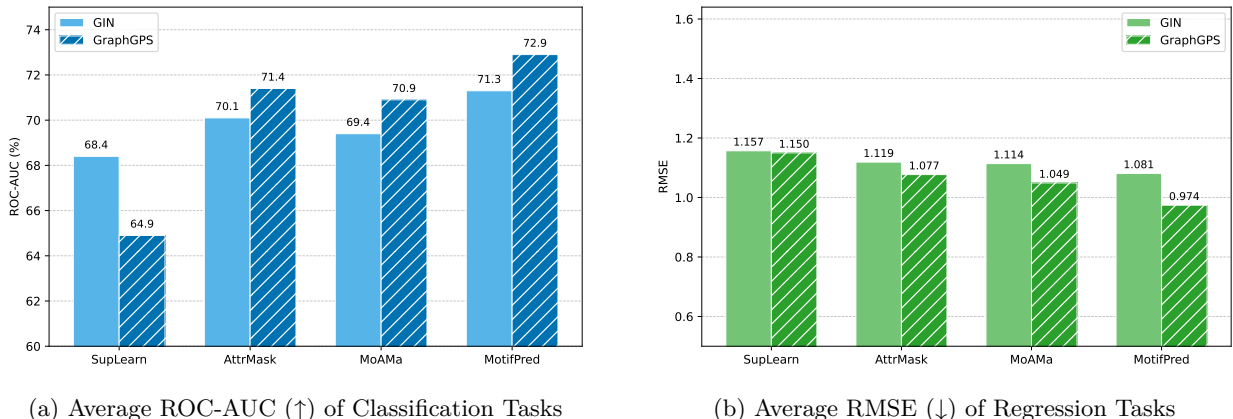 GIN
GraphGPS
ROC-AUC (%)
74
72
70
68
66
64
62
60
68.4
64.9
70.1
71.4
69.4
70.9
71.3
72.9
SupLearn
AttrMask
MoAMa
MotifPred
(a) Average ROC-AUC (↑) of Classification Tasks
GIN
GraphGPS
RMSE
1.6
1.4
1.2
1.0
0.8
0.6
1.157
1.150
1.119
1.077
1.114
1.049
1.081
0.974
SupLearn
AttrMask
MoAMa
MotifPred
(b) Average RMSE (↓) of Regression Tasks